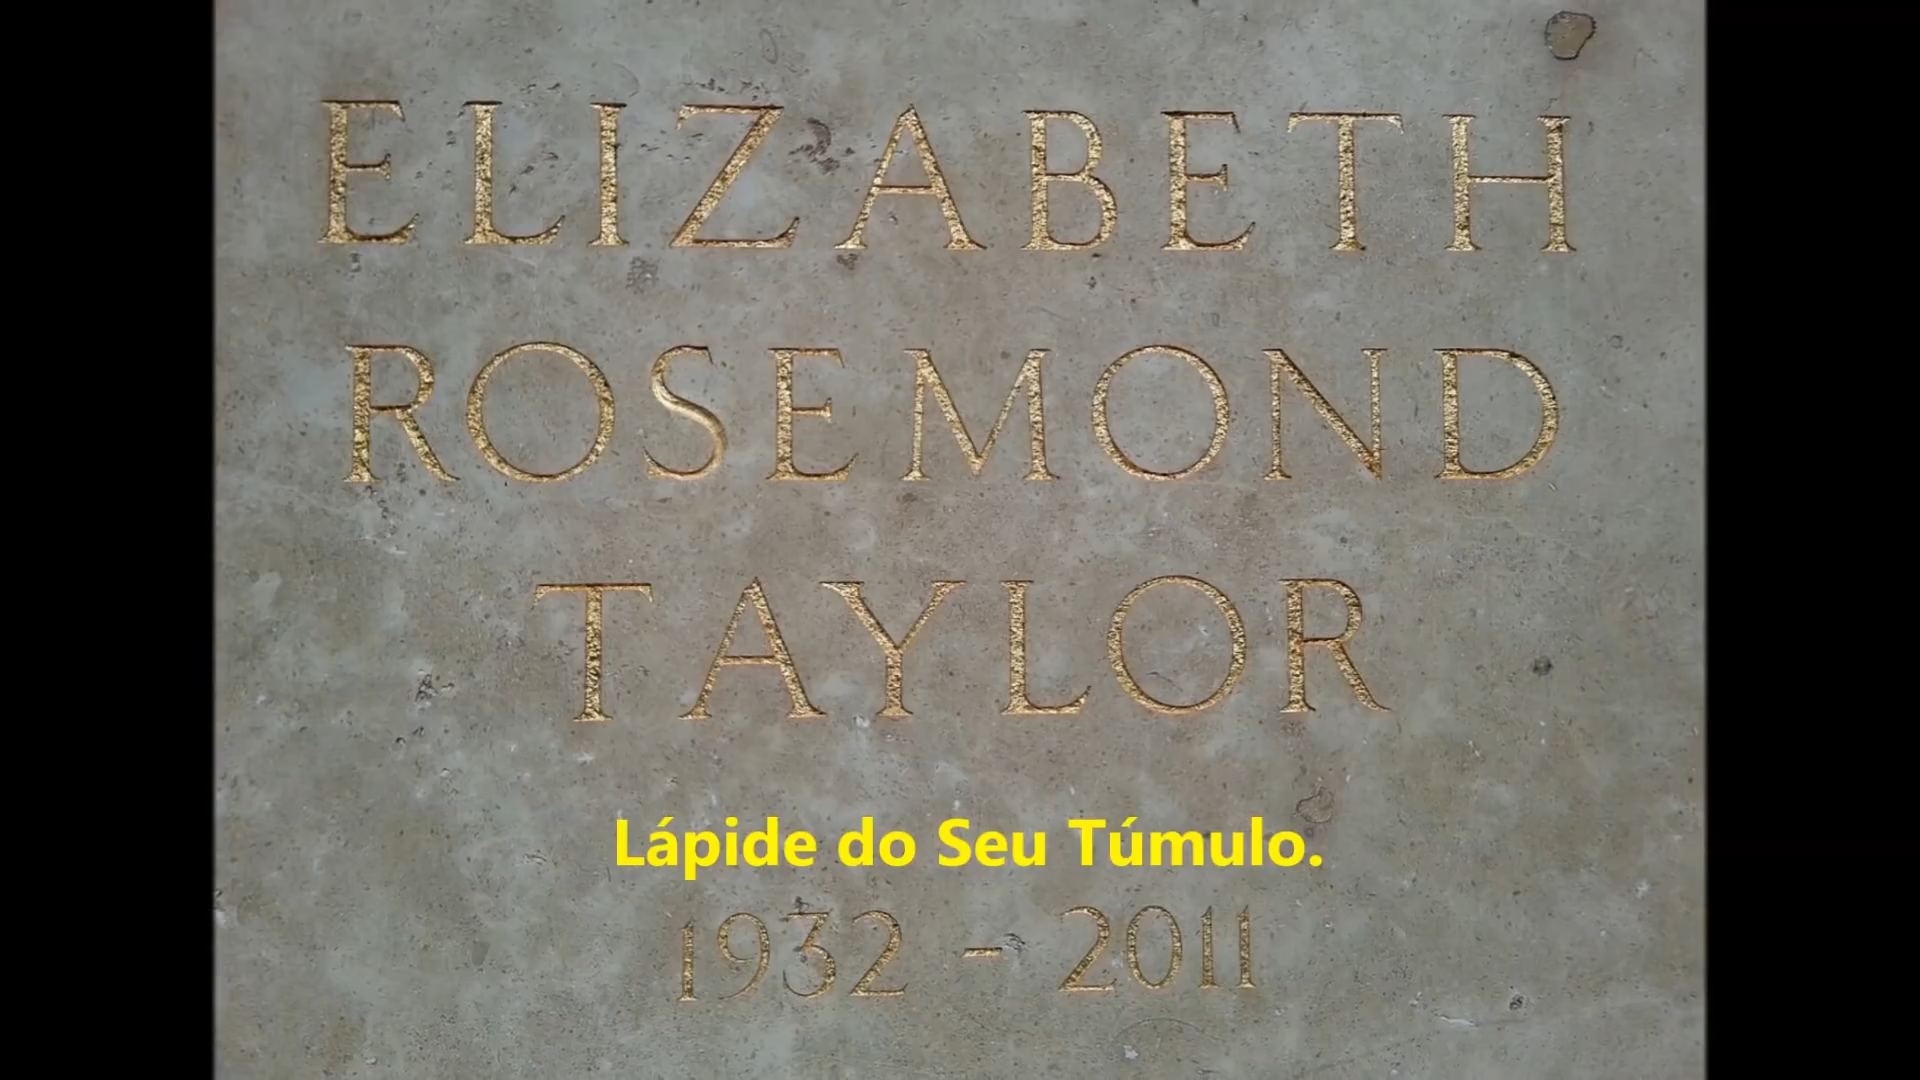 ELIZABETH
ROSEMOND
TAYLOR
Lápide do Seu Túmulo.
1932 - 2011